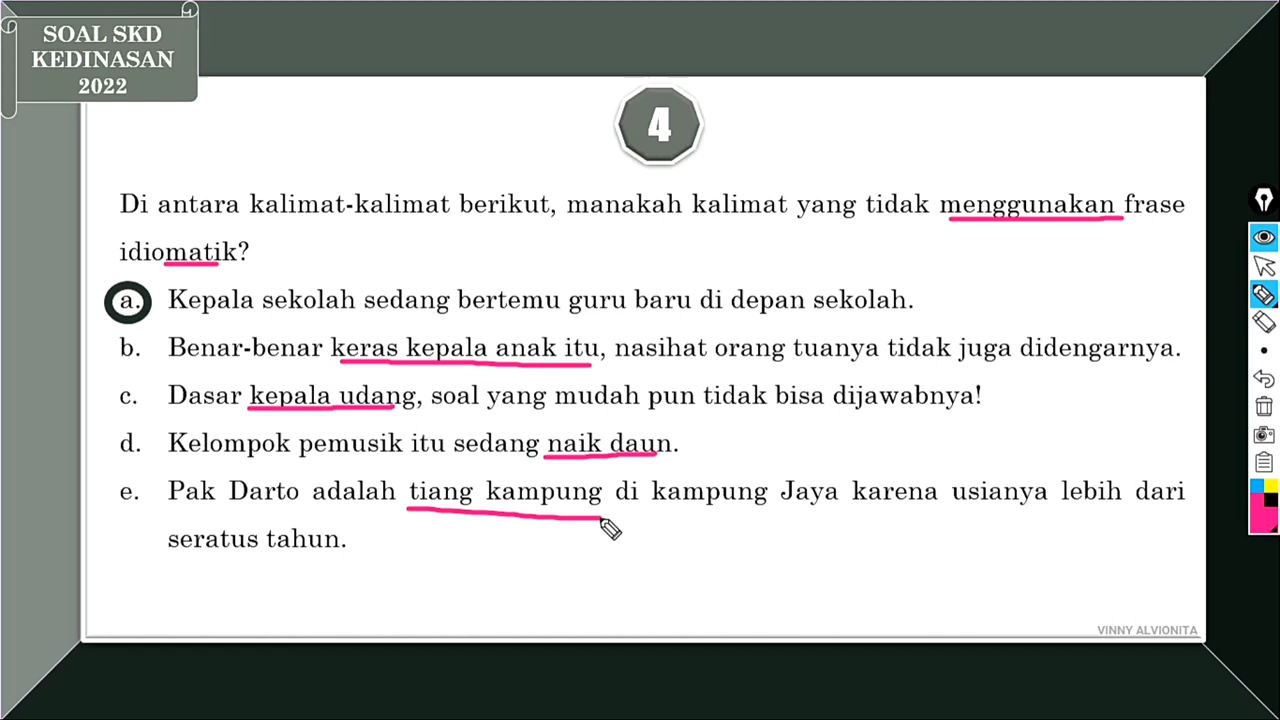 SOAL SKD
KEDINASAN
2022
4
Di antara kalimat-kalimat berikut, manakah kalimat yang tidak menggunakan frase
idiomatik?
a. Kepala sekolah sedang bertemu guru baru di depan sekolah.
b. Benar-benar keras kepala anak itu, nasihat orang tuanya tidak juga didengarnya.
c. Dasar kepala udang, soal yang mudah pun tidak bisa dijawabnya!
d. Kelompok pemusik itu sedang naik daun.
e. Pak Darto adalah tiang kampung di kampung Jaya karena usianya lebih dari
seratus tahun.
VINNY ALVIONITA